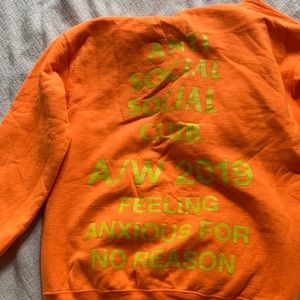 ANTI
SOCIAL
SOCIAL
CLUB
A/W 2019
FEELING
ANXIOUS FOR
NO REASON